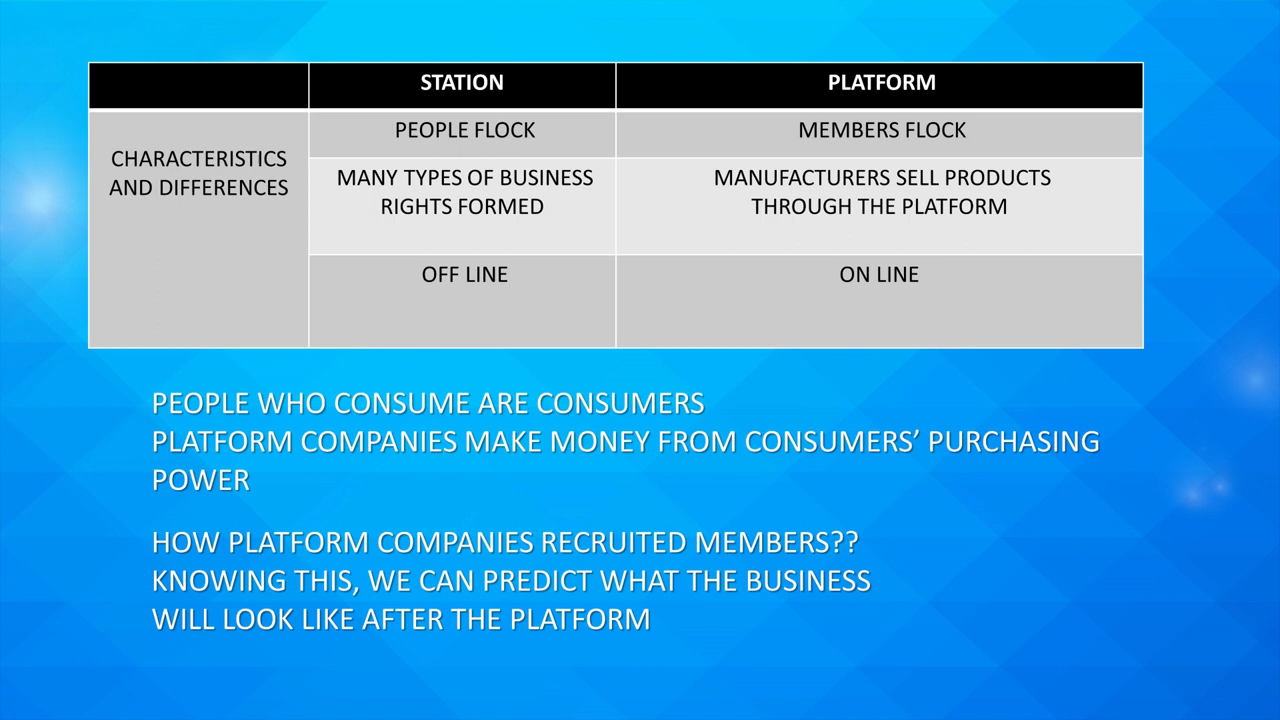 STATION
PLATFORM
CHARACTERISTICS
AND DIFFERENCES
PEOPLE FLOCK
MEMBERS FLOCK
MANY TYPES OF BUSINESS
RIGHTS FORMED
MANUFACTURERS SELL PRODUCTS
THROUGH THE PLATFORM
OFF LINE
ON LINE
PEOPLE WHO CONSUME ARE CONSUMERS
PLATFORM COMPANIES MAKE MONEY FROM CONSUMERS’ PURCHASING
POWER
HOW PLATFORM COMPANIES RECRUITED MEMBERS??
KNOWING THIS, WE CAN PREDICT WHAT THE BUSINESS
WILL LOOK LIKE AFTER THE PLATFORM